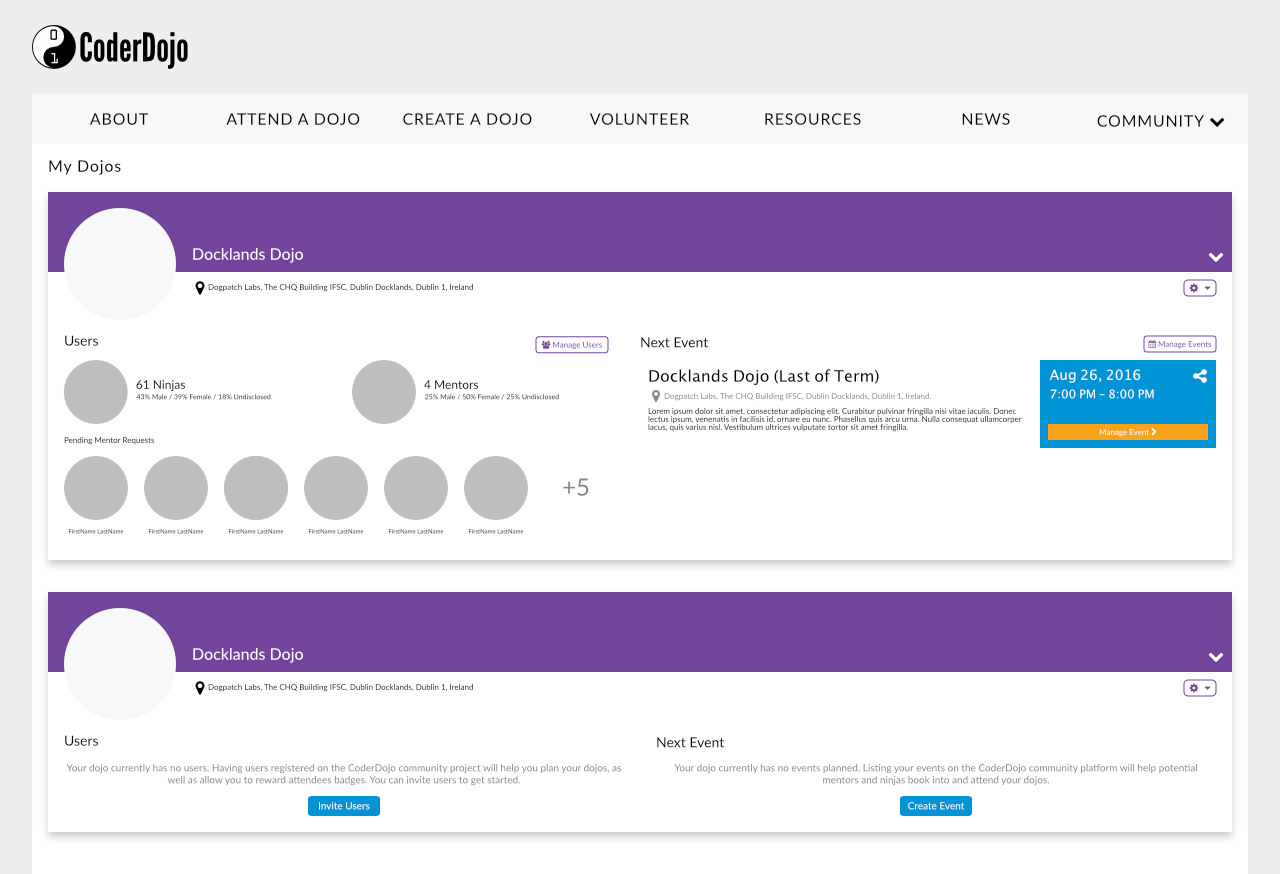 0
1
CoderDojo
ABOUT
ATTEND A DOJO
CREATE A DOJO
VOLUNTEER
RESOURCES
NEWS
COMMUNITY
My Dojos
Docklands Dojo
Dogpatch Labs, The CHQ Building IFSC, Dublin Docklands, Dublin 1, Ireland
Users
Manage Users
61 Ninjas
43% Male / 39% Female / 18% Undisclosed
4 Mentors
25% Male / 50% Female / 25% Undisclosed
Pending Mentor Requests
+5
FirstName LastName
FirstName LastName
FirstName LastName
FirstName LastName
FirstName LastName
FirstName LastName
Next Event
Manage Events
Docklands Dojo (Last of Term)
Dogpatch Labs, The CHQ Building IFSC, Dublin Docklands, Dublin 1, Ireland.
Lorem ipsum dolor sit amet, consectetur adipiscing elit. Curabitur pulvinar fringilla nisi vitae iaculis. Donec
lectus ipsum, venenatis in facilisis id, ornare eu nunc. Phasellus quis arcu urna. Nulla consequat ullamcorper
lacus, quis varius nisl. Vestibulum ultrices vulputate tortor sit amet fringilla.
Aug 26, 2016
7:00 PM – 8:00 PM
Manage Event
Docklands Dojo
Dogpatch Labs, The CHQ Building IFSC, Dublin Docklands, Dublin 1, Ireland
Users
Your dojo currently has no users. Having users registered on the CoderDojo community project will help you plan your dojos, as
well as allow you to reward attendees badges. You can invite users to get started.
Invite Users
Next Event
Your dojo currently has no events planned. Listing your events on the CoderDojo community platform will help potential
mentors and ninjas book into and attend your dojos.
Create Event